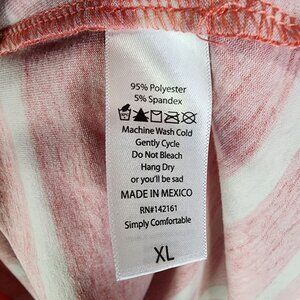 95% Polyester
5% Spandex
Machine Wash Cold
Gently Cycle
Do Not Bleach
Hang Dry
or you'll be sad
MADE IN MEXICO
RN#142161
Simply Comfortable
XL